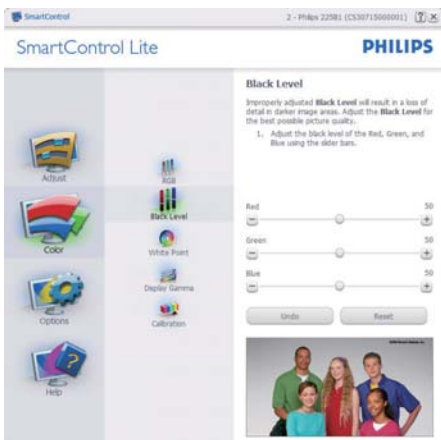 SmartControl
2 - Philips 225B1 (CS30715000001)
SmartControl Lite
PHILIPS
Adjust
Color
Options
Help
RGB
Black Level
White Point
Display Gamma
Calibration
Black Level
Improperly adjusted Black Level will result in a loss of
detail in darker image areas. Adjust the Black Level for
the best possible picture quality.
1. Adjust the black level of the Red, Green, and
Blue using the slider bars.
Red 50
Green 50
Blue 50
Undo
Reset